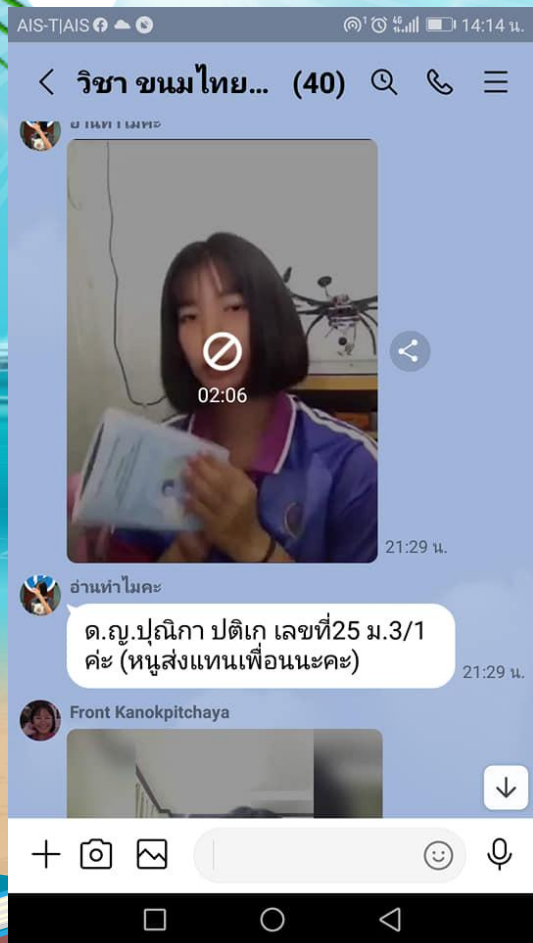 AIS-T|AIS 14:14 น.
วิชา ขนมไทย... (40)
อ่านทำไมคะ
02:06
21:29 น.
อ่านทำไมคะ
ด.ญ.ปุณิกา ปติเก เลขที่25 ม.3/1
ค่ะ (หนูส่งแทนเพื่อนนะคะ)
21:29 น.
Front Kanokpitchaya